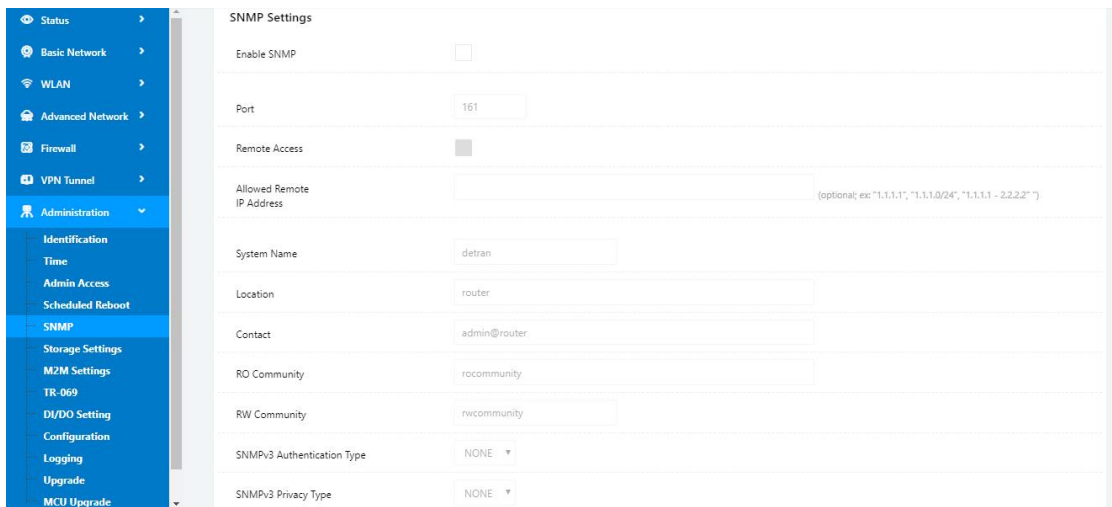 Status
Basic Network
WLAN
Advanced Network
Firewall
VPN Tunnel
Administration
Identification
Time
Admin Access
Scheduled Reboot
SNMP
Storage Settings
M2M Settings
TR-069
DI/DO Setting
Configuration
Logging
Upgrade
MCU Upgrade
SNMP Settings
Enable SNMP
Port 161
Remote Access
Allowed Remote
IP Address
(optional; ex: "1.1.1.1", "1.1.1.0/24", "1.1.1.1 - 2.2.2.2" ")
System Name detran
Location router
Contact admin@router
RO Community rocommunity
RW Community rwcommunity
SNMPv3 Authentication Type NONE
SNMPv3 Privacy Type NONE